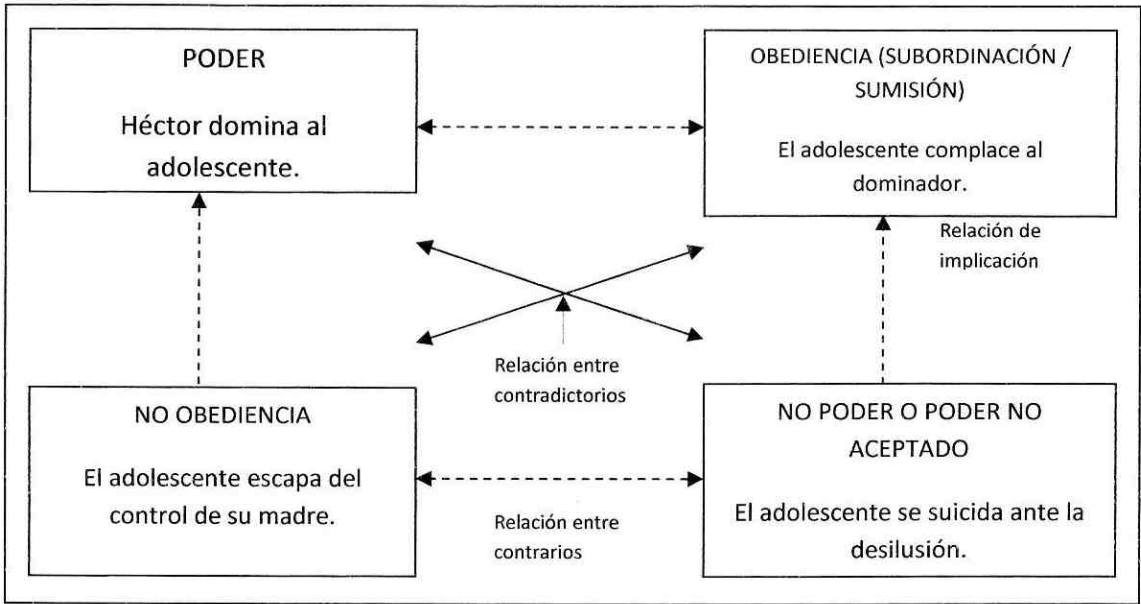 PODER
Héctor domina al
adolescente.
OBEDIENCIA (SUBORDINACIÓN /
SUMISIÓN)
El adolescente complace al
dominador.
Relación de
implicación
Relación entre
contradictorios
NO OBEDIENCIA
El adolescente escapa del
control de su madre.
Relación entre
contrarios
NO PODER O PODER NO
ACEPTADO
El adolescente se suicida ante la
desilusión.